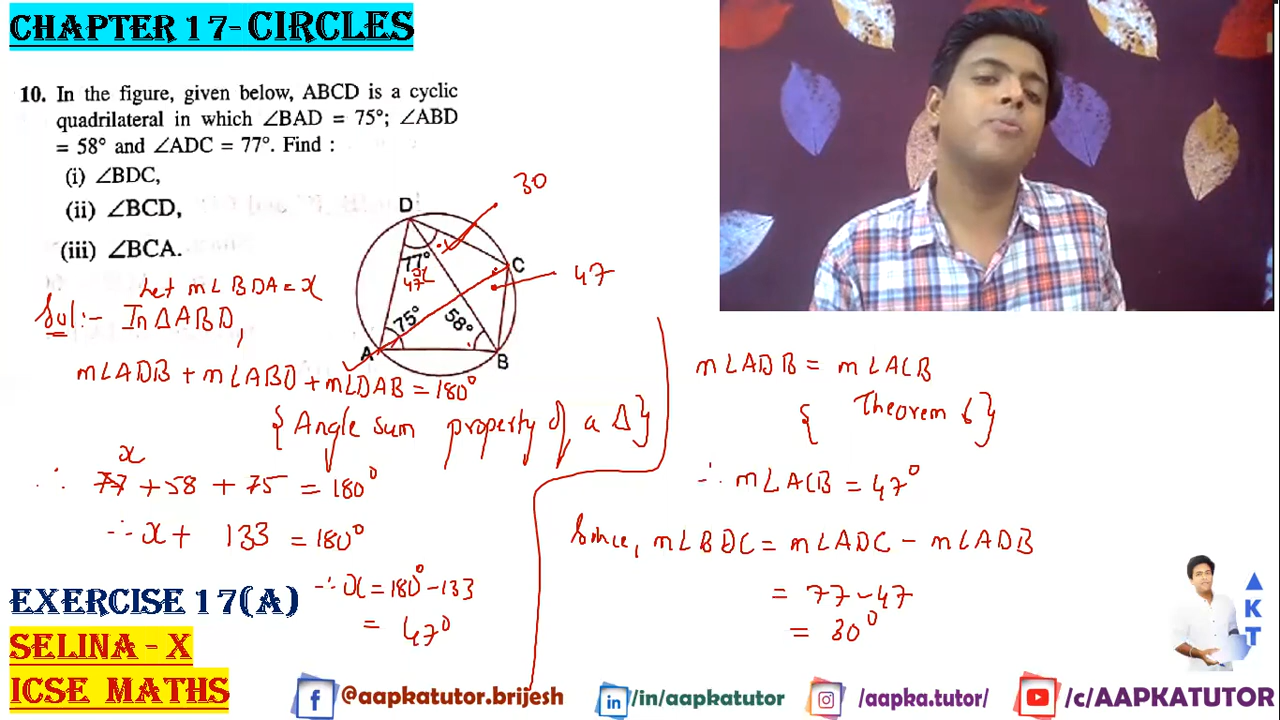 CHAPTER 17- CIRCLES
10. In the figure, given below, ABCD is a cyclic
quadrilateral in which ∠BAD = 75°; ∠ABD
= 58° and ∠ADC = 77°. Find :
(i) ∠BDC,
(ii) ∠BCD,
(iii) ∠BCA.
30
D
77°
x
47
C
47
75°
58°
A
B
Let m∠BDA = x
Sol:- In ΔABD,
m∠ADB + m∠ABD + m∠DAB = 180°
{Angle sum property of a Δ}
x
∴ 77 + 58 + 75 = 180°
∴ x + 133 = 180°
∴ x = 180° - 133
= 47°
m∠ADB = m∠ACB
{ Theorem 6 }
∴ m∠ACB = 47°
Since, m∠BDC = m∠ADC - m∠ADB
= 77 - 47
= 30°
EXERCISE 17(A)
SELINA - X
ICSE MATHS
AKT
@aapkatutor.brijesh
/in/aapkatutor
/aapka.tutor/
/c/AAPKATUTOR